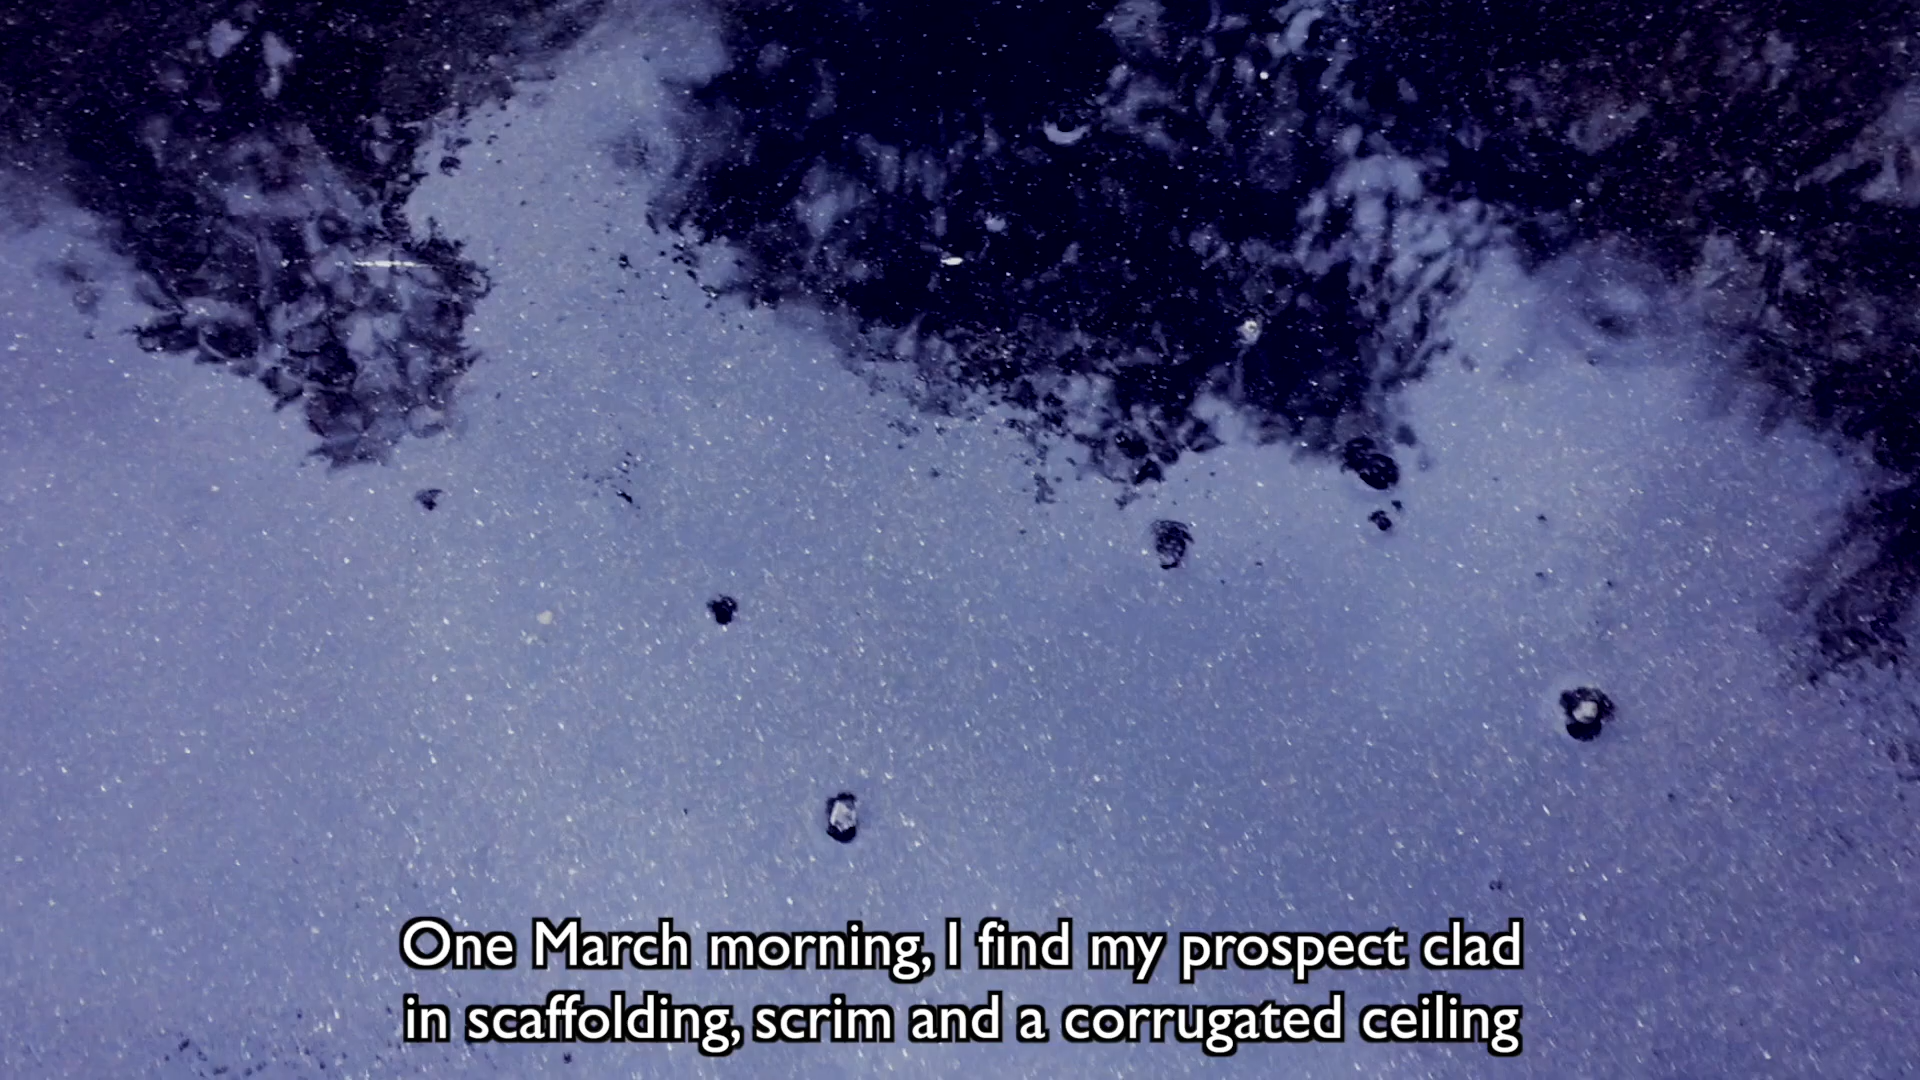 One March morning, I find my prospect clad
in scaffolding, scrim and a corrugated ceiling